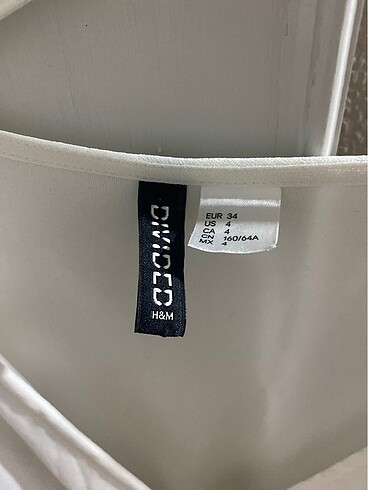 DIVIDED
H&M
EUR 34
US 4
CA 4
CN 160/64A
MX 4